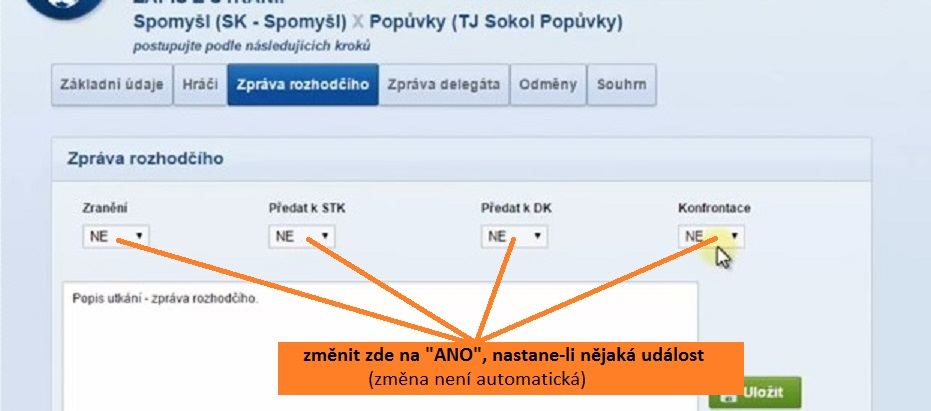 ZÁPIS Z UTKÁNÍ
Spomyšl (SK - Spomyšl) X Popůvky (TJ Sokol Popůvky)
postupujte podle následujících kroků
Základní údaje Hráči Zpráva rozhodčího Zpráva delegáta Odměny Souhrn
Zpráva rozhodčího
Zranění Předat k STK Předat k DK Konfrontace
NE NE NE NE
Popis utkání - zpráva rozhodčího.
změnit zde na "ANO", nastane-li nějaká událost
(změna není automatická)
Uložit